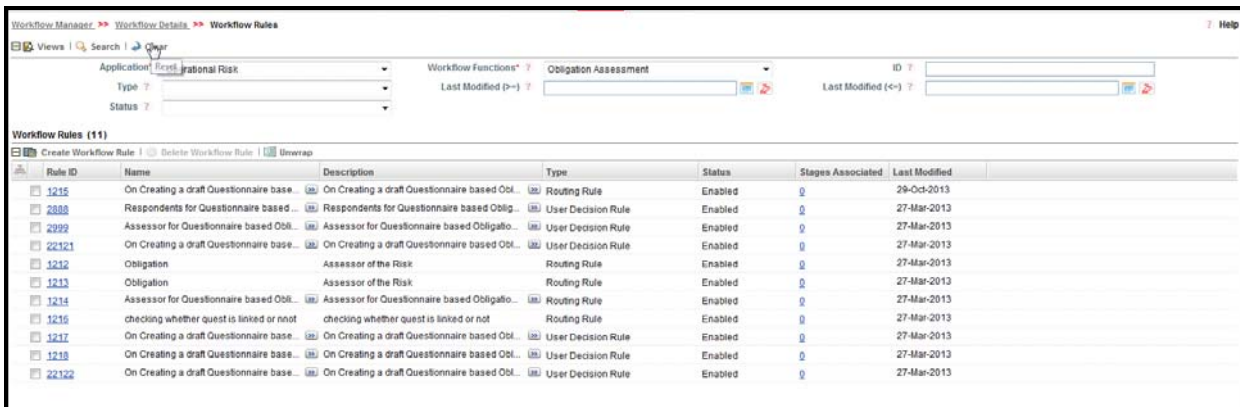 Workflow Manager >> Workflow Details >> Workflow Rules ? Help
Views | Search | Clear
Application* Reset rational Risk Workflow Functions* ? Obligation Assessment ID ?
Type ? Last Modified (>=) ? Last Modified (<=) ?
Status ?
Workflow Rules (11)
Create Workflow Rule | Delete Workflow Rule | Unwrap
Rule ID Name Description Type Status Stages Associated Last Modified
1215 On Creating a draft Questionnaire base... >> On Creating a draft Questionnaire based Obl... >> Routing Rule Enabled 0 29-Oct-2013
2888 Respondents for Questionnaire based ... >> Respondents for Questionnaire based Oblig... >> User Decision Rule Enabled 0 27-Mar-2013
2999 Assessor for Questionnaire based Obli... >> Assessor for Questionnaire based Obligatio... >> User Decision Rule Enabled 0 27-Mar-2013
22121 On Creating a draft Questionnaire base... >> On Creating a draft Questionnaire based Obl... >> User Decision Rule Enabled 0 27-Mar-2013
1212 Obligation Assessor of the Risk Routing Rule Enabled 0 27-Mar-2013
1213 Obligation Assessor of the Risk Routing Rule Enabled 0 27-Mar-2013
1214 Assessor for Questionnaire based Obli... >> Assessor for Questionnaire based Obligatio... >> Routing Rule Enabled 0 27-Mar-2013
1216 checking whether quest is linked or nnot checking whether quest is linked or nnot Routing Rule Enabled 0 27-Mar-2013
1217 On Creating a draft Questionnaire base... >> On Creating a draft Questionnaire based Obl... >> User Decision Rule Enabled 0 27-Mar-2013
1218 On Creating a draft Questionnaire base... >> On Creating a draft Questionnaire based Obl... >> User Decision Rule Enabled 0 27-Mar-2013
22122 On Creating a draft Questionnaire base... >> On Creating a draft Questionnaire based Obl... >> User Decision Rule Enabled 0 27-Mar-2013